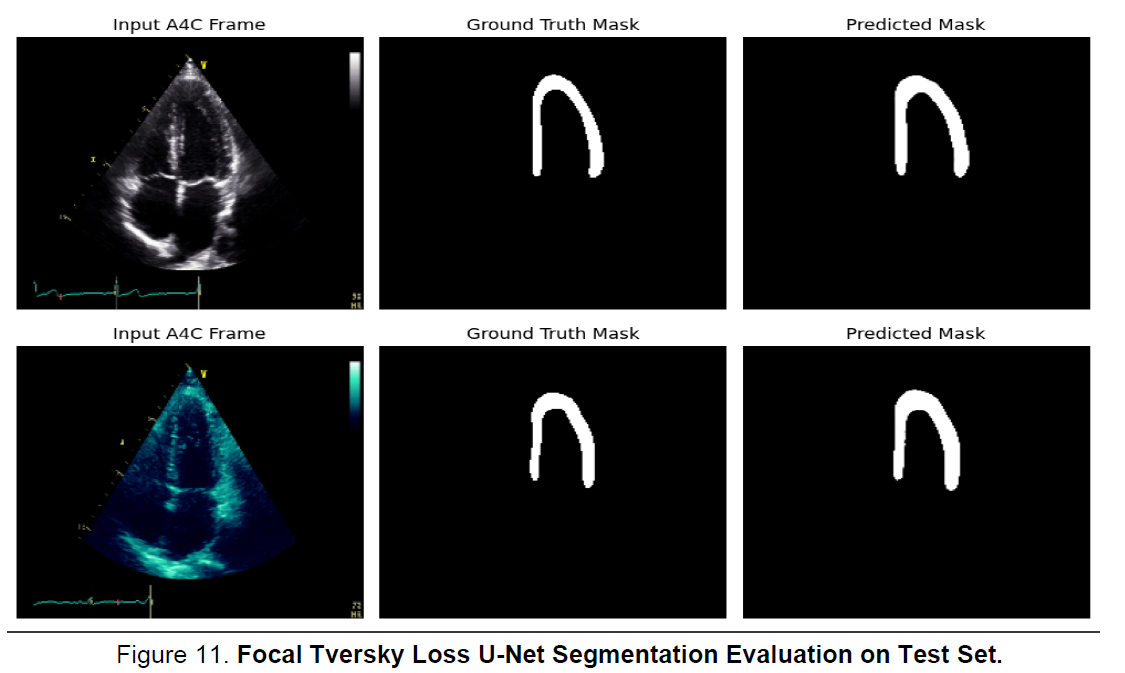 Input A4C Frame Ground Truth Mask Predicted Mask
V
Input A4C Frame Ground Truth Mask Predicted Mask
V
Figure 11. Focal Tversky Loss U-Net Segmentation Evaluation on Test Set.